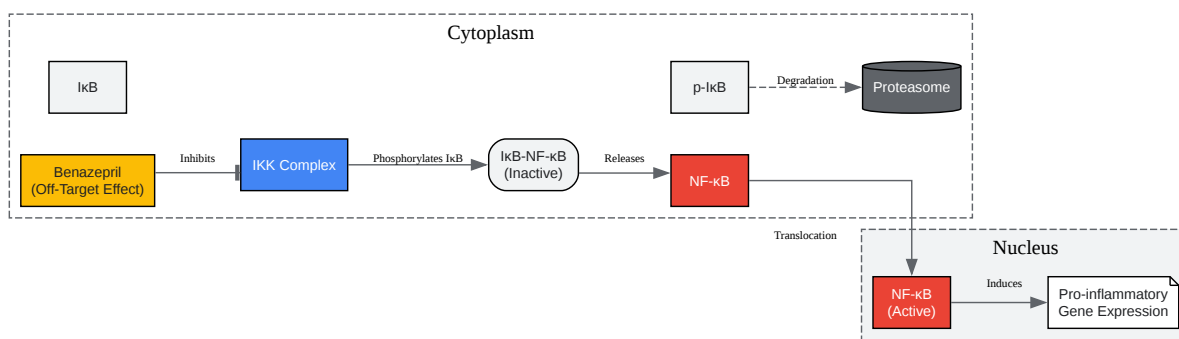 Cytoplasm
IκB
p-IκB
Degradation
Proteasome
Benazepril
(Off-Target Effect)
Inhibits
IKK Complex
Phosphorylates IκB
IκB-NF-κB
(Inactive)
Releases
NF-κB
Translocation
Nucleus
NF-κB
(Active)
Induces
Pro-inflammatory
Gene Expression